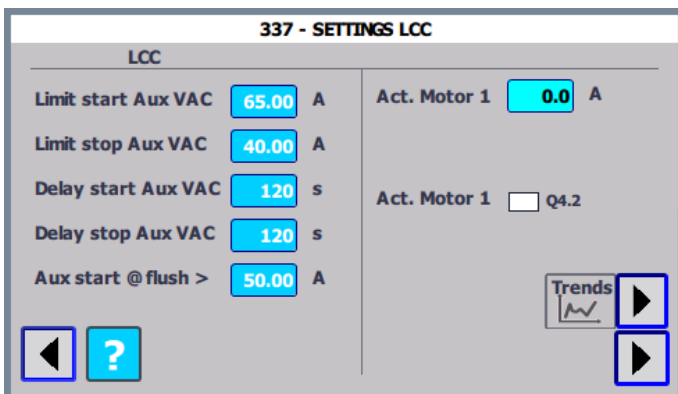 337 - SETTINGS LCC
LCC
Limit start Aux VAC 65.00 A
Limit stop Aux VAC 40.00 A
Delay start Aux VAC 120 s
Delay stop Aux VAC 120 s
Aux start @ flush > 50.00 A
Act. Motor 1 0.0 A
Act. Motor 1 Q4.2
Trends
?